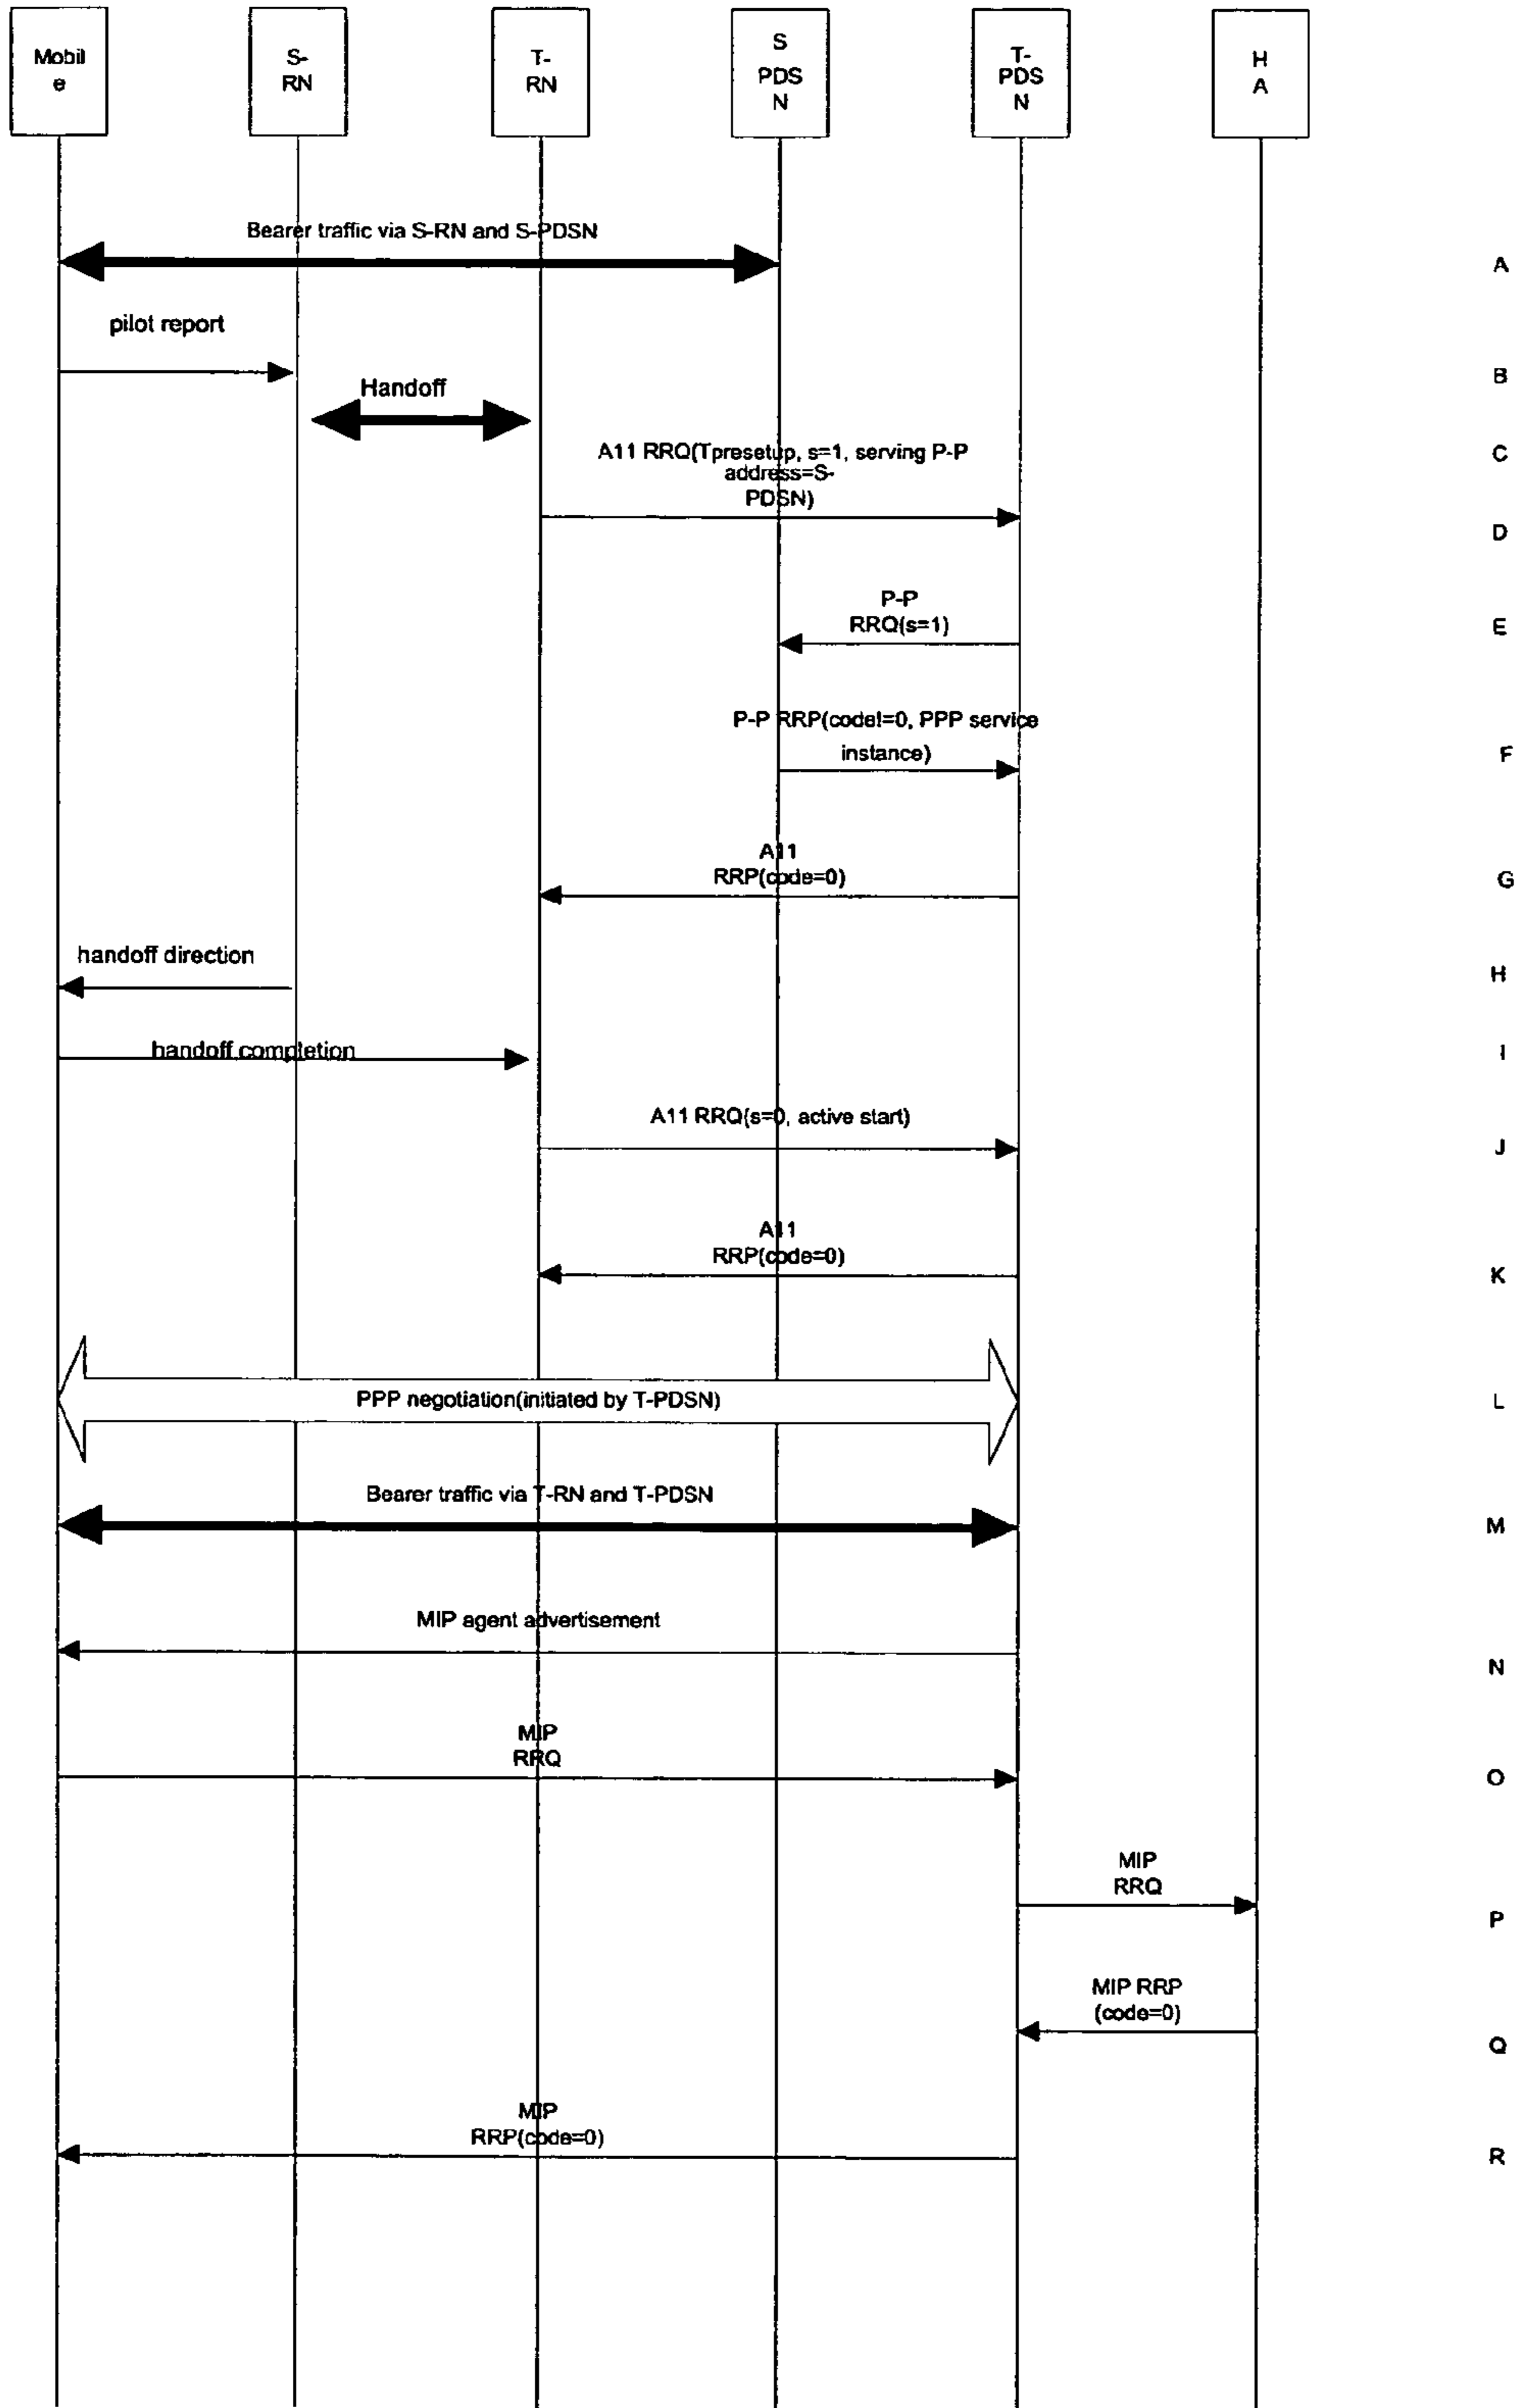 Mobil
e
S-
RN
T-
RN
S
PDS
N
T-
PDS
N
H
A
Bearer traffic via S-RN and S-PDSN
A
pilot report
B
Handoff
A11 RRQ(Tpresetup, s=1, serving P-P
address=S-
PDSN)
C
D
P-P
RRQ(s=1)
E
P-P RRP(code!=0, PPP service
instance)
F
A11
RRP(code=0)
G
handoff direction
H
handoff completion
I
A11 RRQ(s=0, active start)
J
A11
RRP(code=0)
K
PPP negotiation(initiated by T-PDSN)
L
Bearer traffic via T-RN and T-PDSN
M
MIP agent advertisement
N
MIP
RRQ
O
MIP
RRQ
P
MIP RRP
(code=0)
Q
MIP
RRP(code=0)
R